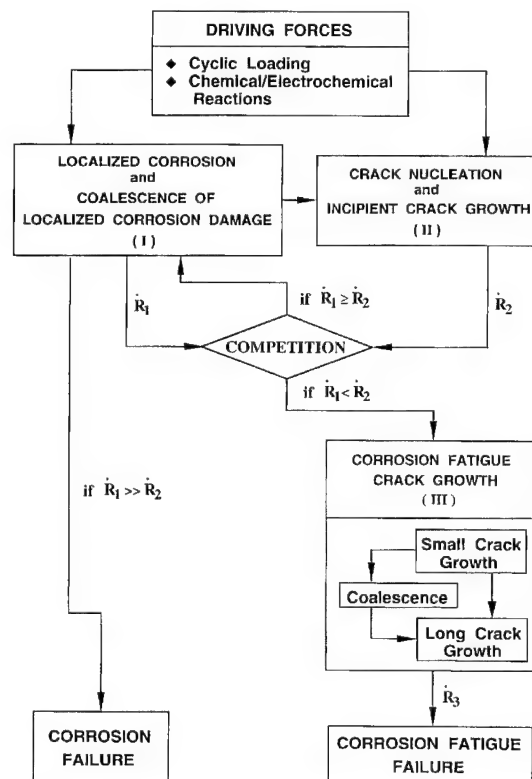 DRIVING FORCES
◆ Cyclic Loading
◆ Chemical/Electrochemical
Reactions
LOCALIZED CORROSION
and
COALESCENCE OF
LOCALIZED CORROSION DAMAGE
(I)
CRACK NUCLEATION
and
INCIPIENT CRACK GROWTH
(II)
Ṙ₁
if Ṙ₁ ≥ Ṙ₂
Ṙ₂
COMPETITION
if Ṙ₁ < Ṙ₂
CORROSION FATIGUE
CRACK GROWTH
(III)
if Ṙ₁ >> Ṙ₂
Small Crack
Growth
Coalescence
Long Crack
Growth
Ṙ₃
CORROSION
FAILURE
CORROSION FATIGUE
FAILURE